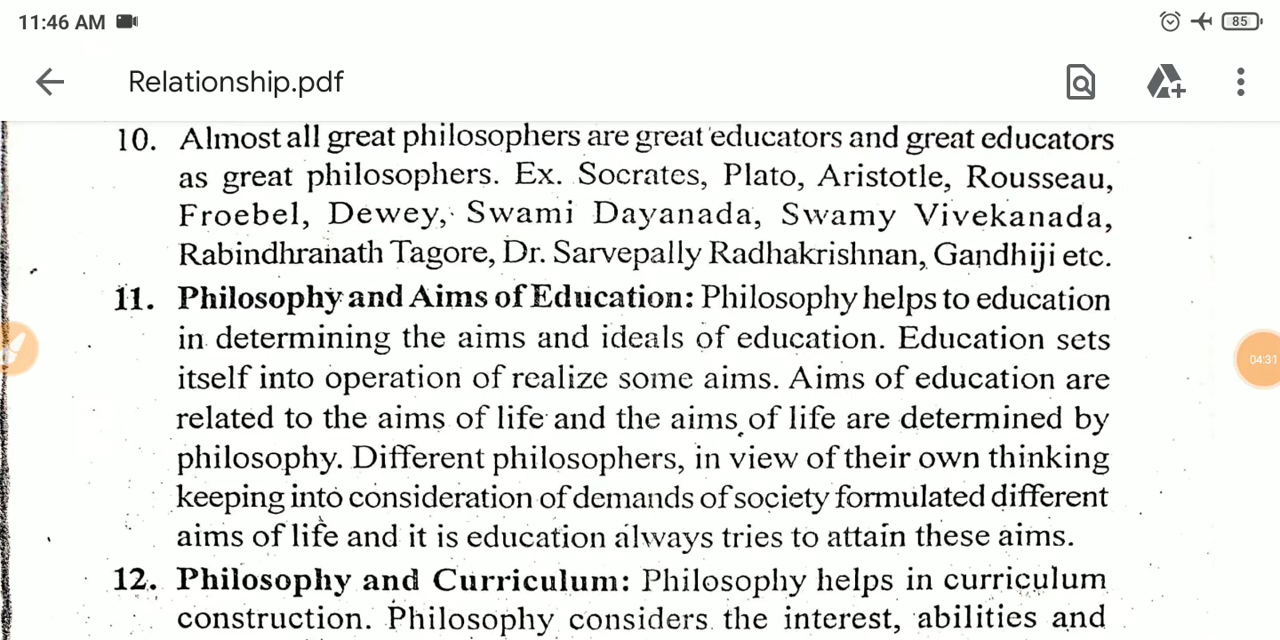 11:46 AM
85
Relationship.pdf
10. Almost all great philosophers are great educators and great educators
as great philosophers. Ex. Socrates, Plato, Aristotle, Rousseau,
Froebel, Dewey, Swami Dayanada, Swamy Vivekanada,
Rabindhranath Tagore, Dr. Sarvepally Radhakrishnan, Gandhiji etc.
11. Philosophy and Aims of Education: Philosophy helps to education
in determining the aims and ideals of education. Education sets
itself into operation of realize some aims. Aims of education are
related to the aims of life and the aims of life are determined by
philosophy. Different philosophers, in view of their own thinking
keeping into consideration of demands of society formulated different
aims of life and it is education always tries to attain these aims.
12. Philosophy and Curriculum: Philosophy helps in curriculum
construction. Philosophy considers the interest, abilities and
04:31